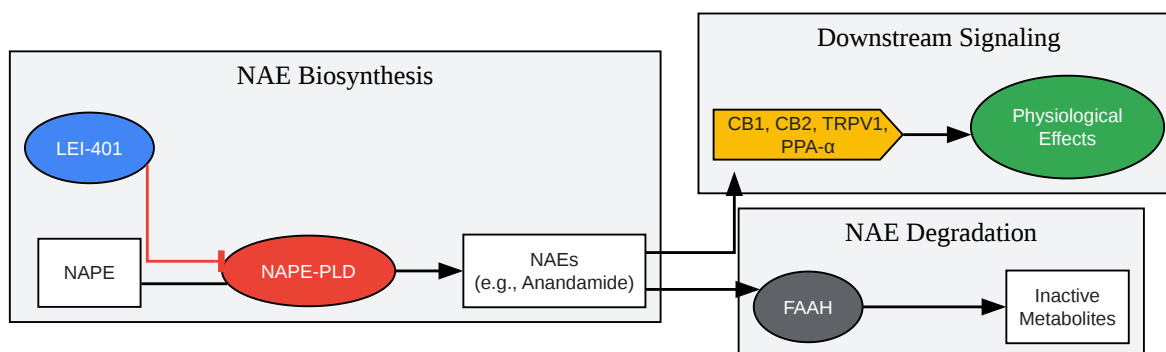 NAE Biosynthesis
LEI-401
NAPE
NAPE-PLD
NAEs
(e.g., Anandamide)
Downstream Signaling
CB1, CB2, TRPV1,
PPA-α
Physiological
Effects
NAE Degradation
FAAH
Inactive
Metabolites